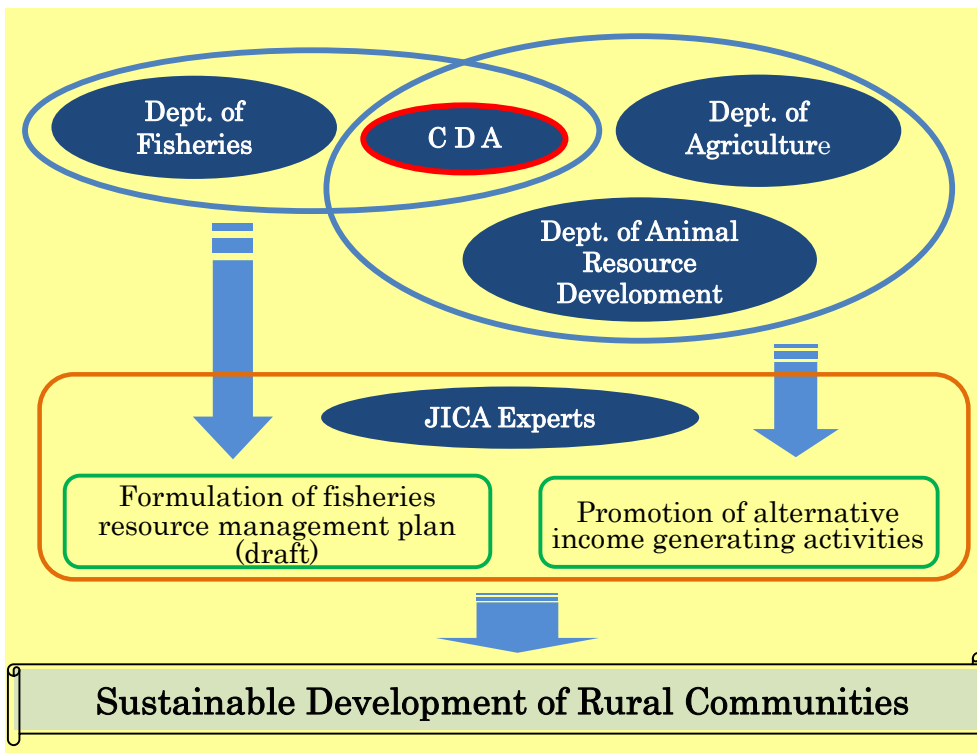 Dept. of
Fisheries
C D A
Dept. of
Agriculture
Dept. of Animal
Resource
Development
JICA Experts
Formulation of fisheries
resource management plan
(draft)
Promotion of alternative
income generating activities
Sustainable Development of Rural Communities